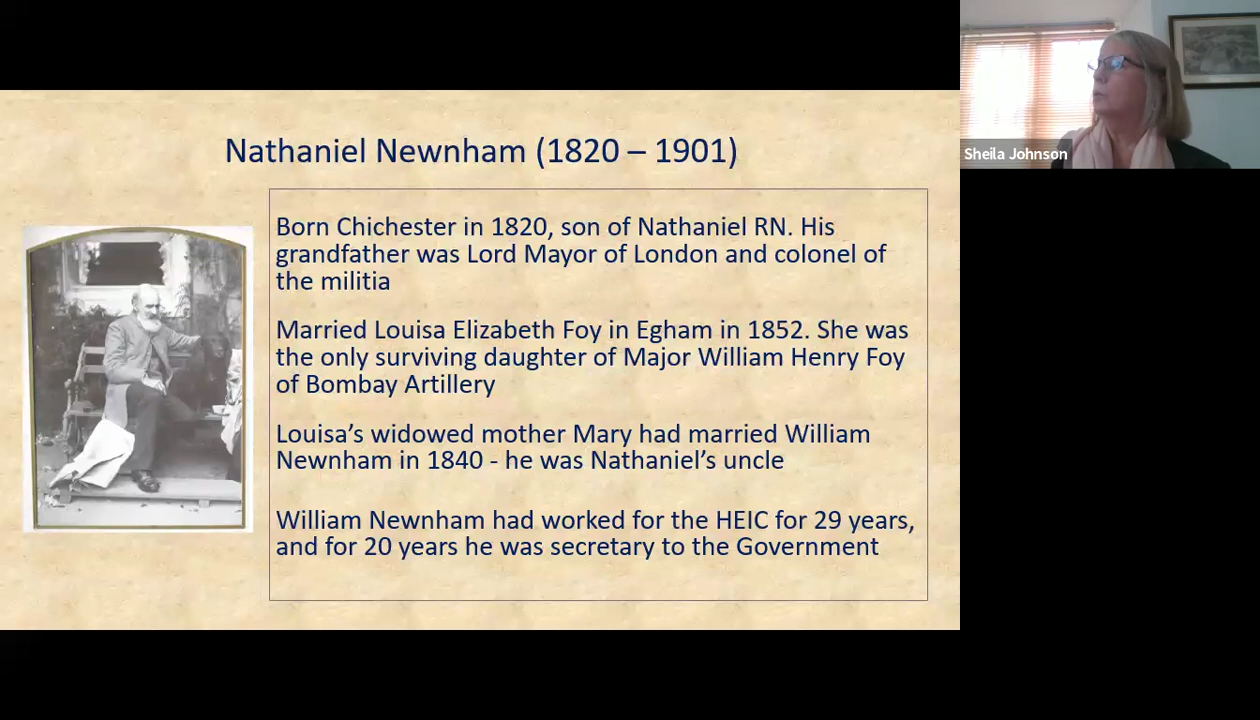 Nathaniel Newnham (1820 – 1901)
Born Chichester in 1820, son of Nathaniel RN. His
grandfather was Lord Mayor of London and colonel of
the militia
Married Louisa Elizabeth Foy in Egham in 1852. She was
the only surviving daughter of Major William Henry Foy
of Bombay Artillery
Louisa’s widowed mother Mary had married William
Newnham in 1840 - he was Nathaniel’s uncle
William Newnham had worked for the HEIC for 29 years,
and for 20 years he was secretary to the Government
Sheila Johnson